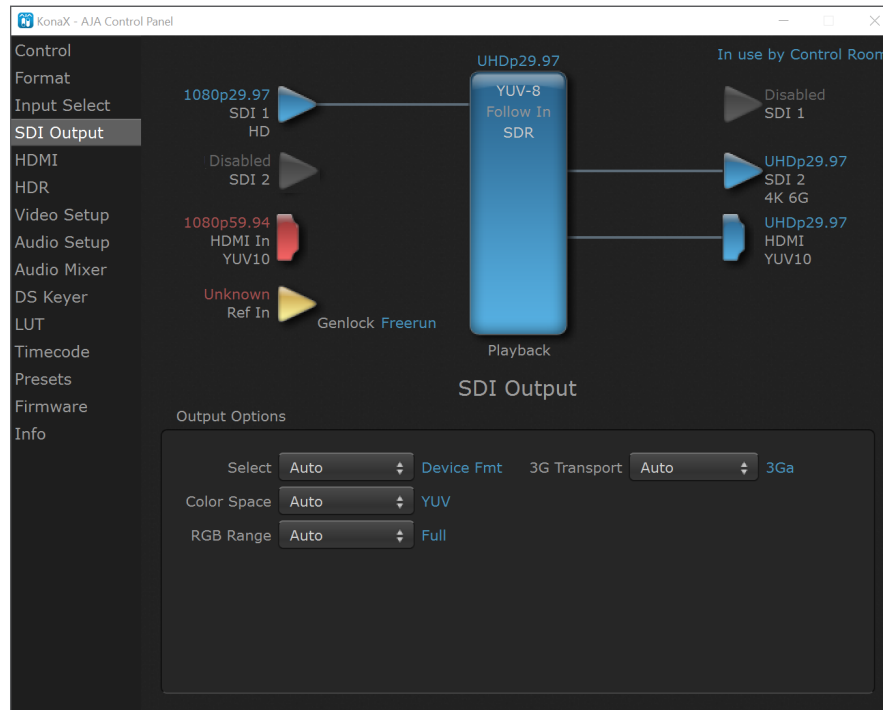 KonaX - AJA Control Panel
Control
Format
Input Select
SDI Output
HDMI
HDR
Video Setup
Audio Setup
Audio Mixer
DS Keyer
LUT
Timecode
Presets
Firmware
Info
In use by Control Room
UHDp29.97
YUV-8
Follow In
SDR
Playback
1080p29.97
SDI 1
HD
Disabled
SDI 2
1080p59.94
HDMI In
YUV10
Unknown
Ref In
Genlock Freerun
Disabled
SDI 1
UHDp29.97
SDI 2
4K 6G
UHDp29.97
HDMI
YUV10
SDI Output
Output Options
Select Auto Device Fmt 3G Transport Auto 3Ga
Color Space Auto YUV
RGB Range Auto Full